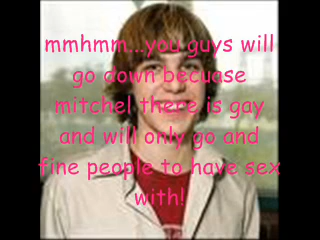 mmhmm...you guys will
go down becuase
mitchel there is gay
and will only go and
fine people to have sex
with!